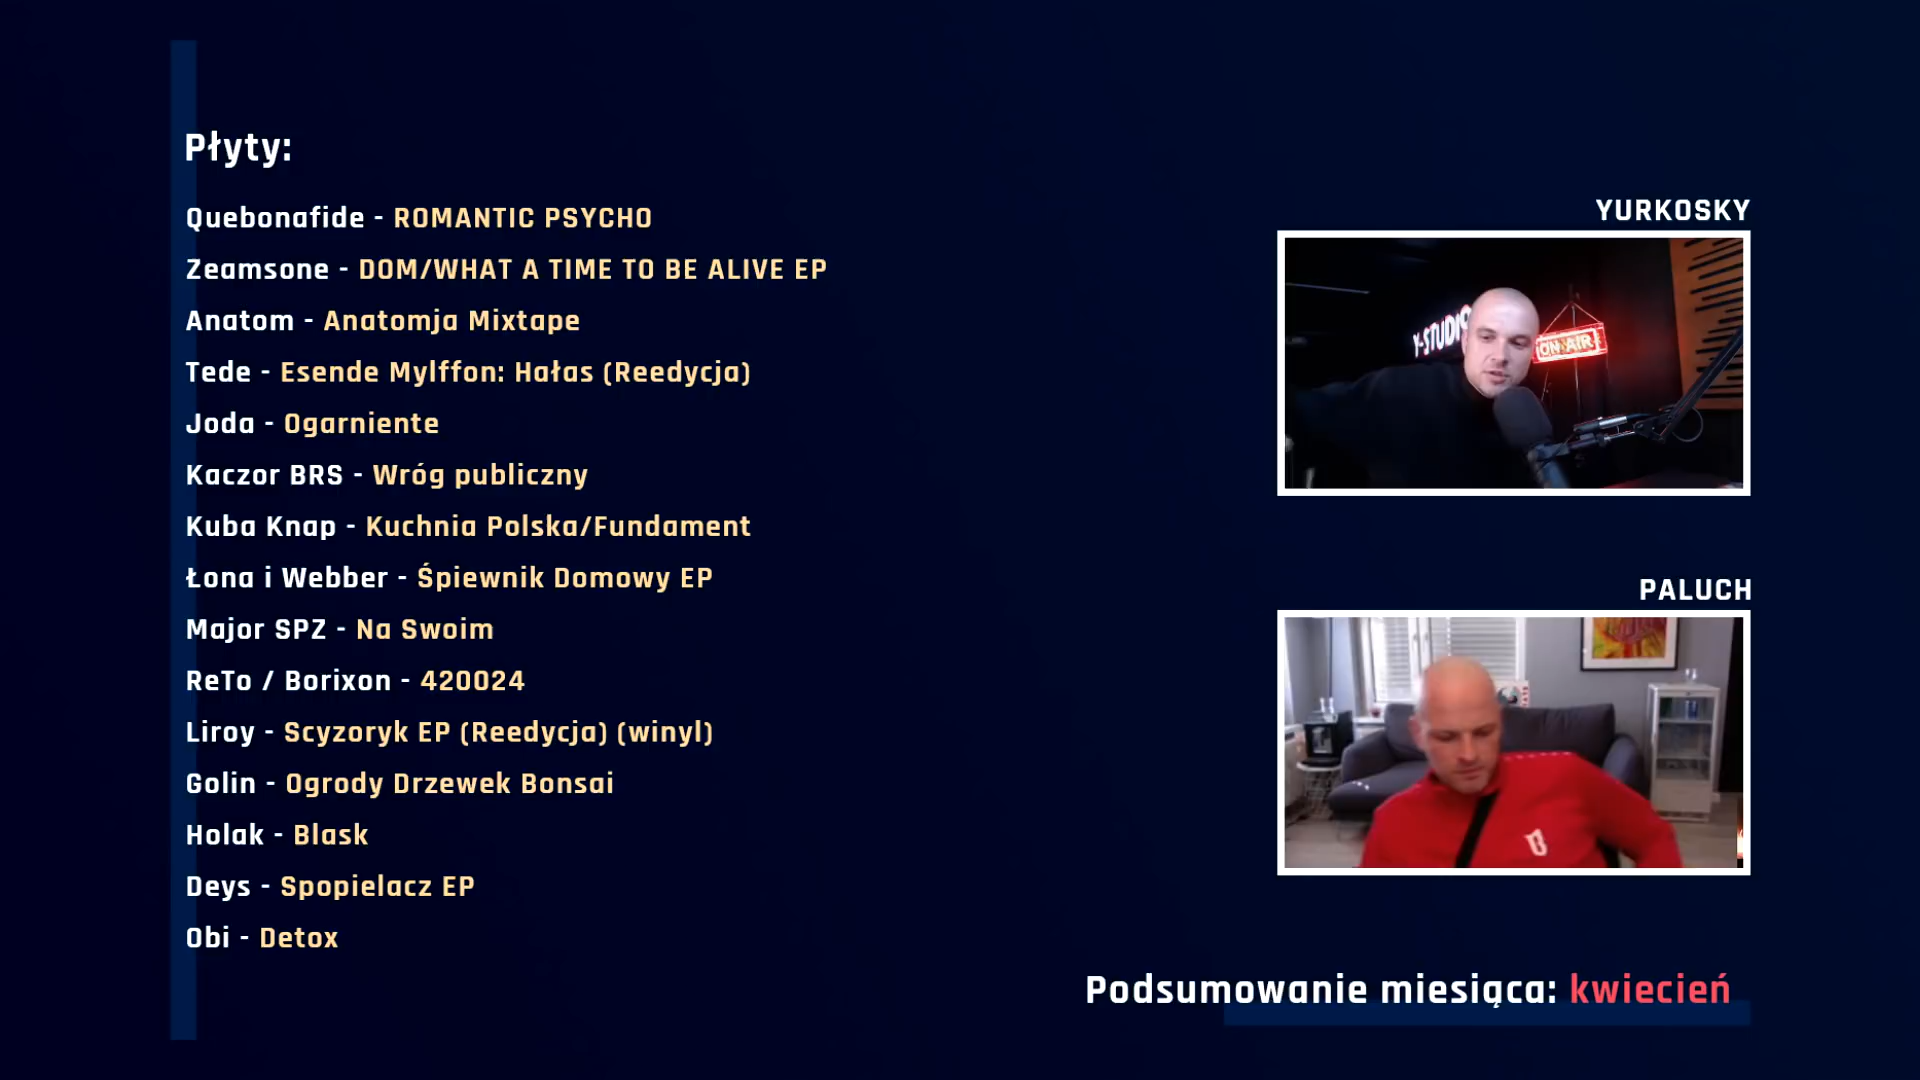 Płyty:
Quebonafide - ROMANTIC PSYCHO
Zeamsone - DOM/WHAT A TIME TO BE ALIVE EP
Anatom - Anatomja Mixtape
Tede - Esende Mylffon: Hałas (Reedycja)
Joda - Ogarniente
Kaczor BRS - Wróg publiczny
Kuba Knap - Kuchnia Polska/Fundament
Łona i Webber - Śpiewnik Domowy EP
Major SPZ - Na Swoim
ReTo / Borixon - 420024
Liroy - Scyzoryk EP (Reedycja) (winyl)
Golin - Ogrody Drzewek Bonsai
Holak - Blask
Deys - Spopielacz EP
Obi - Detox
YURKOSKY
Y-STUDIO
ON AIR
PALUCH
Podsumowanie miesiąca: kwiecień